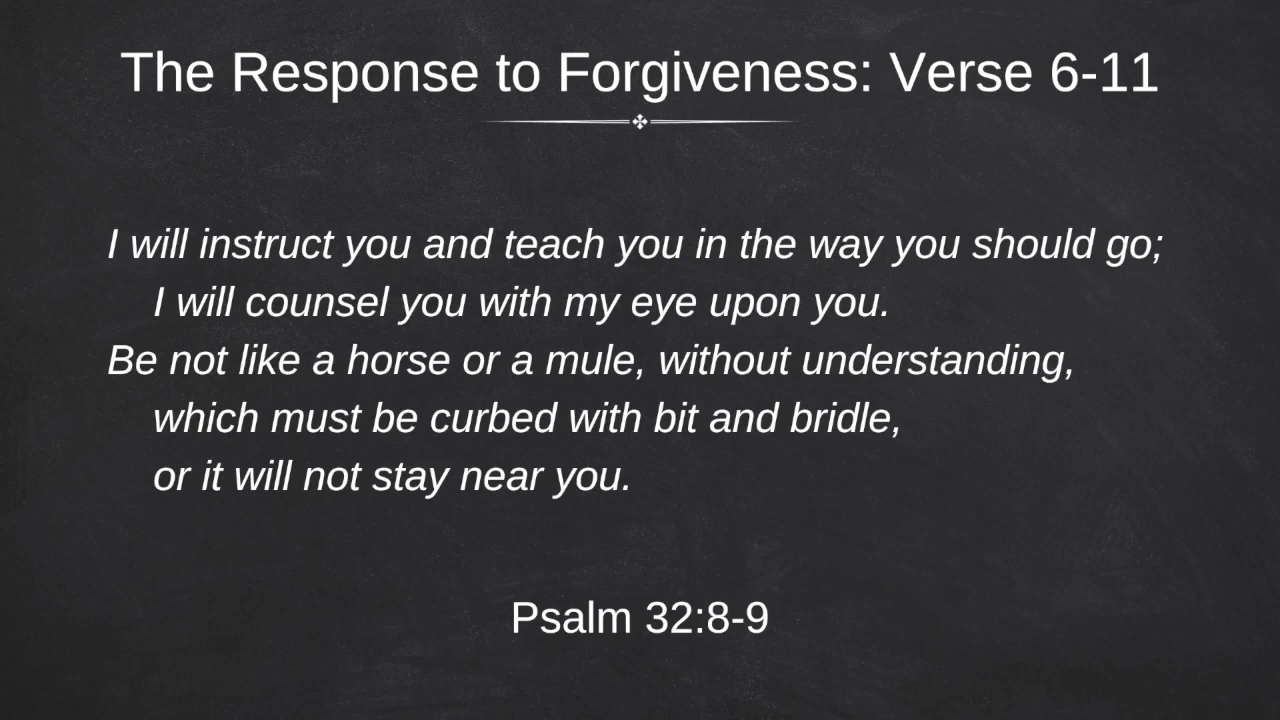 The Response to Forgiveness: Verse 6-11
I will instruct you and teach you in the way you should go;
I will counsel you with my eye upon you.
Be not like a horse or a mule, without understanding,
which must be curbed with bit and bridle,
or it will not stay near you.
Psalm 32:8-9